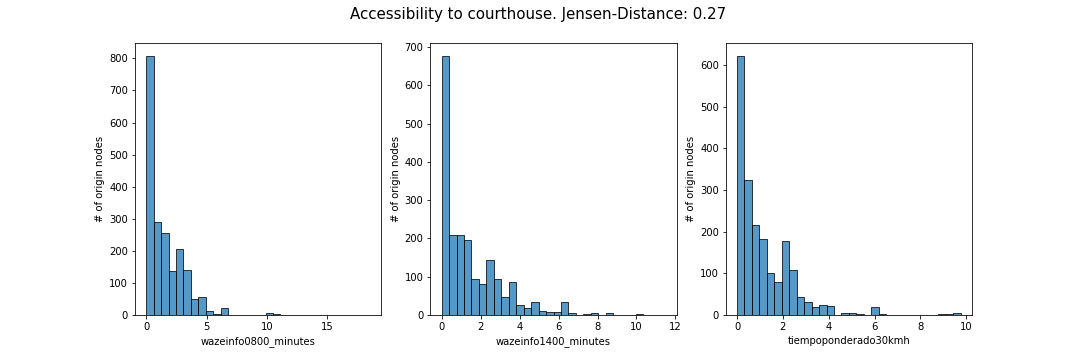 Accessibility to courthouse. Jensen-Distance: 0.27
# of origin nodes
800
700
600
500
400
300
200
100
0
0 5 10 15
wazeinfo0800_minutes
# of origin nodes
700
600
500
400
300
200
100
0
0 2 4 6 8 10 12
wazeinfo1400_minutes
# of origin nodes
600
500
400
300
200
100
0
0 2 4 6 8 10
tiempoponderado30kmh